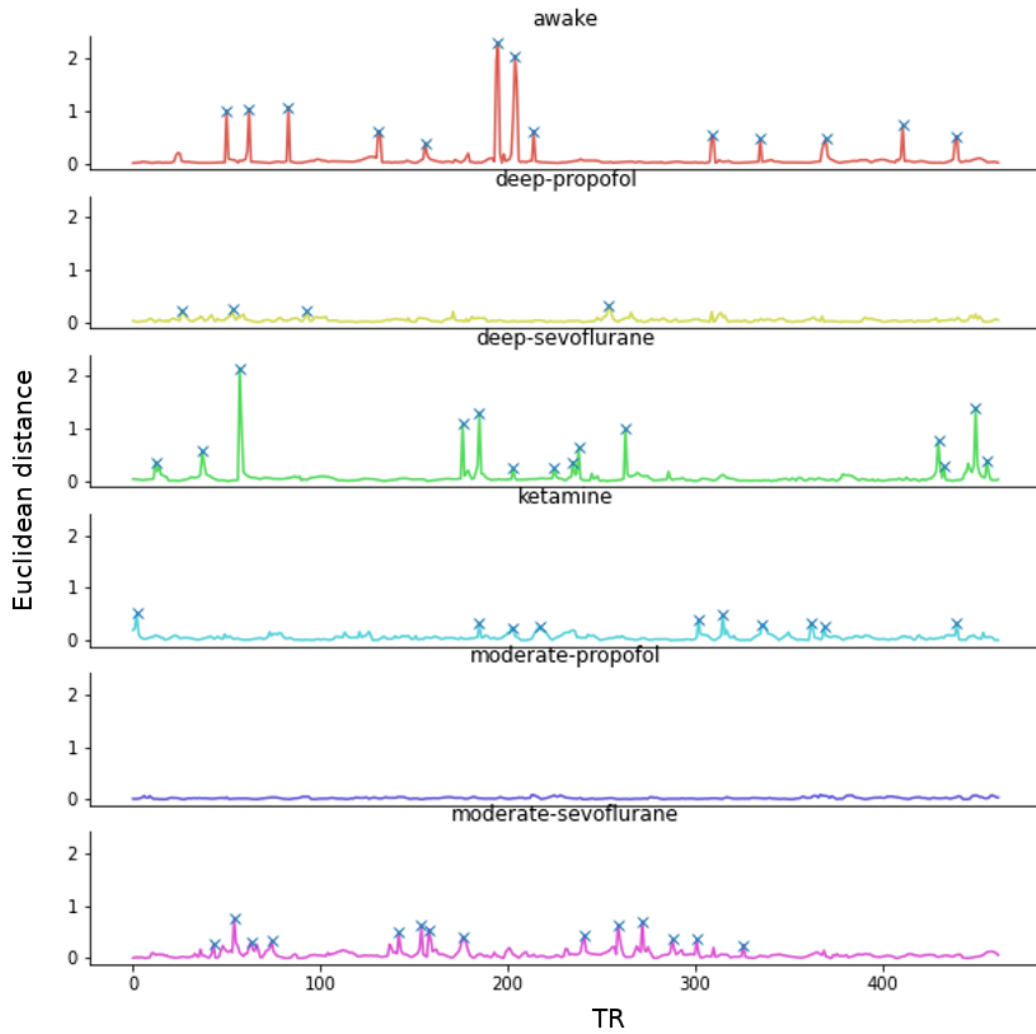 awake
2
1
0
deep-propofol
2
1
0
deep-sevoflurane
2
1
0
ketamine
2
1
0
moderate-propofol
2
1
0
moderate-sevoflurane
2
1
0
0 100 200 300 400
TR
Euclidean distance